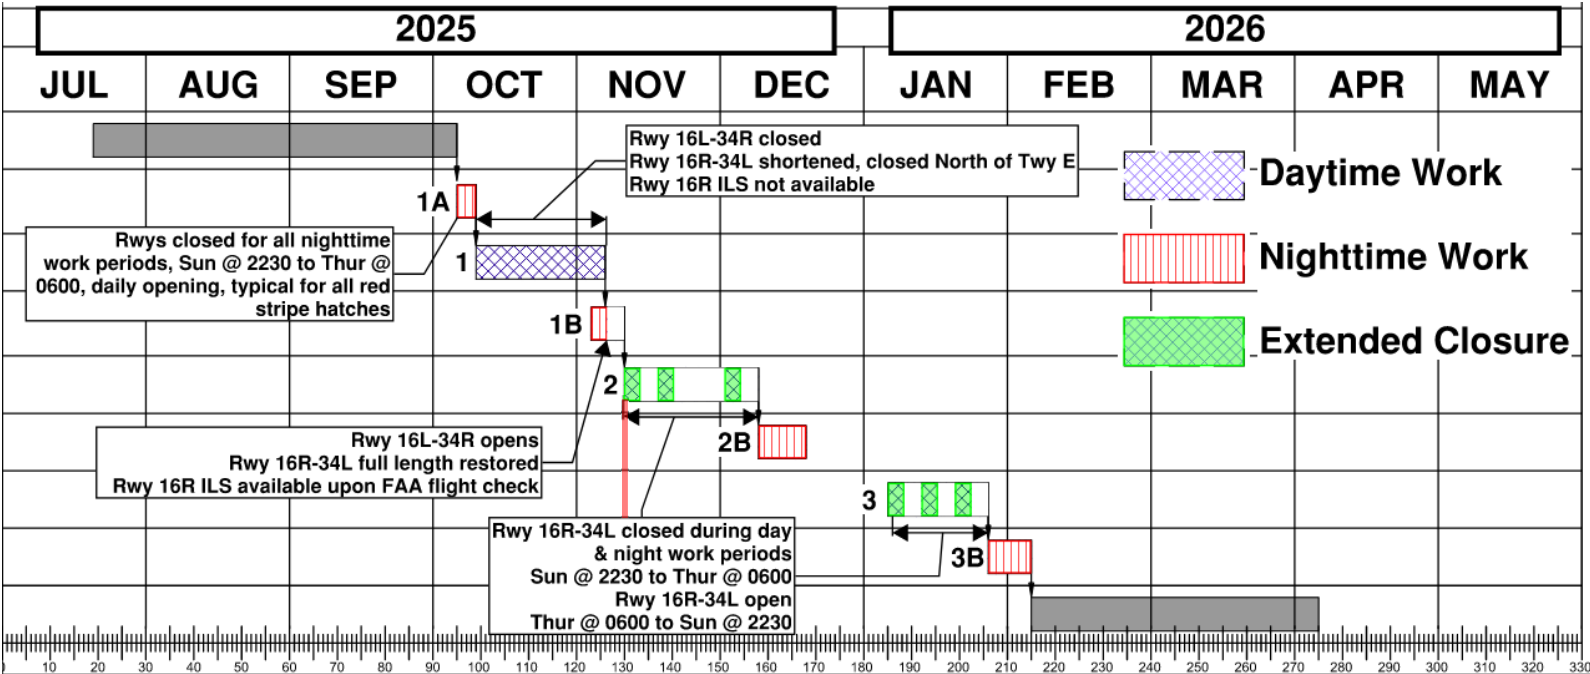 2025
2026
JUL AUG SEP OCT NOV DEC JAN FEB MAR APR MAY
Rwy 16L-34R closed
Rwy 16R-34L shortened, closed North of Twy E
Rwy 16R ILS not available
Daytime Work
1A
Rwys closed for all nighttime
work periods, Sun @ 2230 to Thur @
0600, daily opening, typical for all red
stripe hatches
1
Nighttime Work
1B
Extended Closure
2
Rwy 16L-34R opens
Rwy 16R-34L full length restored
Rwy 16R ILS available upon FAA flight check
2B
3
Rwy 16R-34L closed during day
& night work periods
Sun @ 2230 to Thur @ 0600
Rwy 16R-34L open
Thur @ 0600 to Sun @ 2230
3B
0 10 20 30 40 50 60 70 80 90 100 110 120 130 140 150 160 170 180 190 200 210 220 230 240 250 260 270 280 290 300 310 320 330